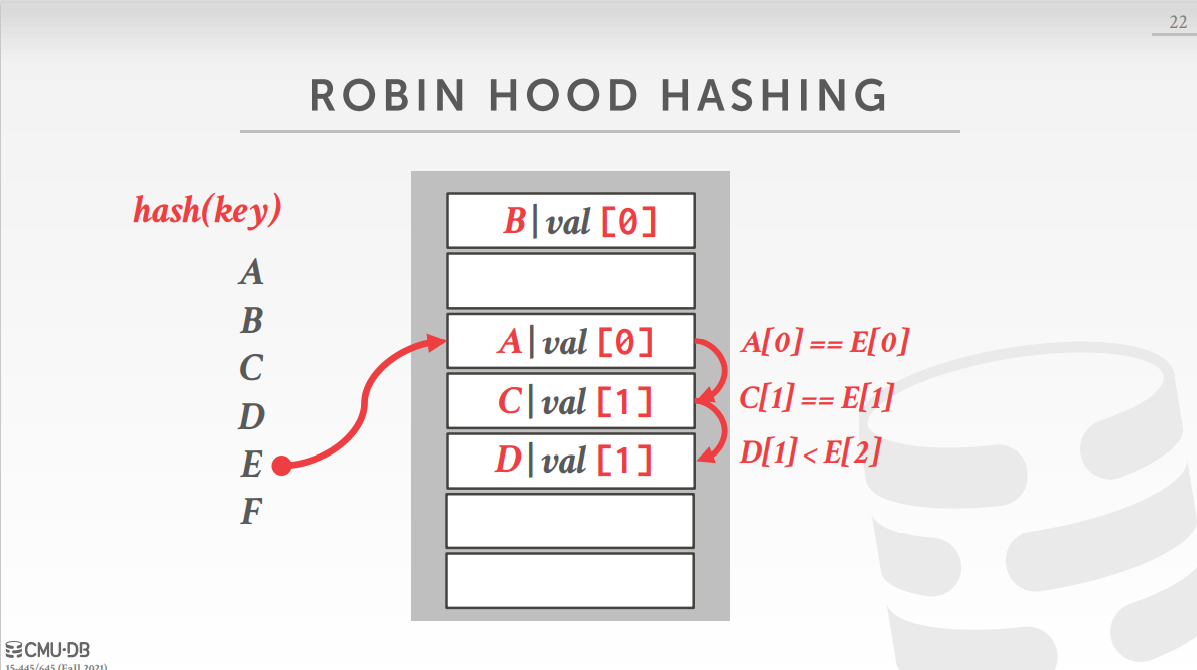 22
ROBIN HOOD HASHING
hash(key)
A
B
C
D
E
F
B|val [0]
A|val [0]
C|val [1]
D|val [1]
A[0] == E[0]
C[1] == E[1]
D[1] < E[2]
CMU·DB
15-445/645 (Fall 2021)